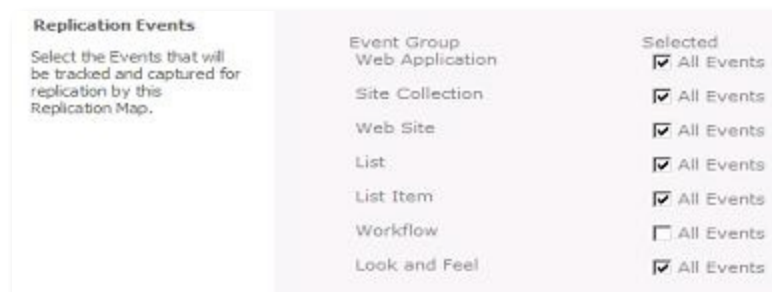 Replication Events
Select the Events that will
be tracked and captured for
replication by this
Replication Map.
Event Group Selected
Web Application All Events
Site Collection All Events
Web Site All Events
List All Events
List Item All Events
Workflow All Events
Look and Feel All Events